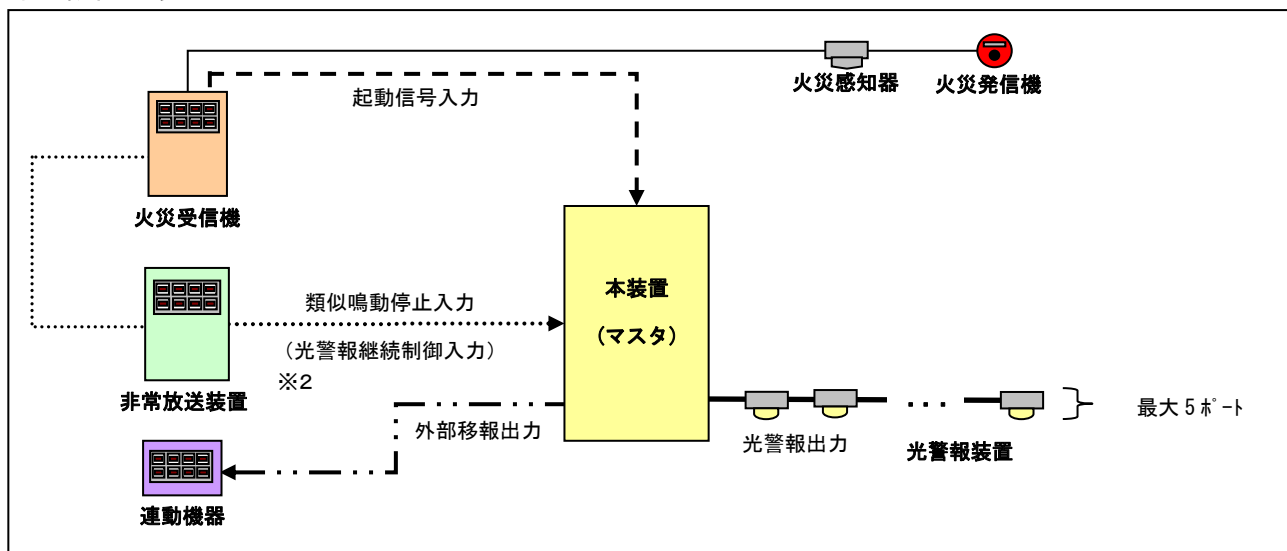 火災感知器
火災発信機
起動信号入力
火災受信機
本装置
(マスタ)
類似鳴動停止入力
(光警報継続制御入力)
※2
非常放送装置
外部移報出力
光警報出力
・・・
光警報装置
最大5ﾎﾟｰﾄ
連動機器